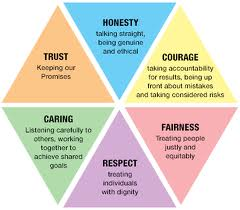 HONESTY
talking straight,
being genuine
and ethical
TRUST
Keeping our
Promises
COURAGE
taking accountability
for results, being up
front about mistakes
and taking considered
risks
CARING
Listening carefully to
others, working
together to
achieve shared
goals
RESPECT
treating
individuals
with dignity
FAIRNESS
Treating people
justly and
equitably